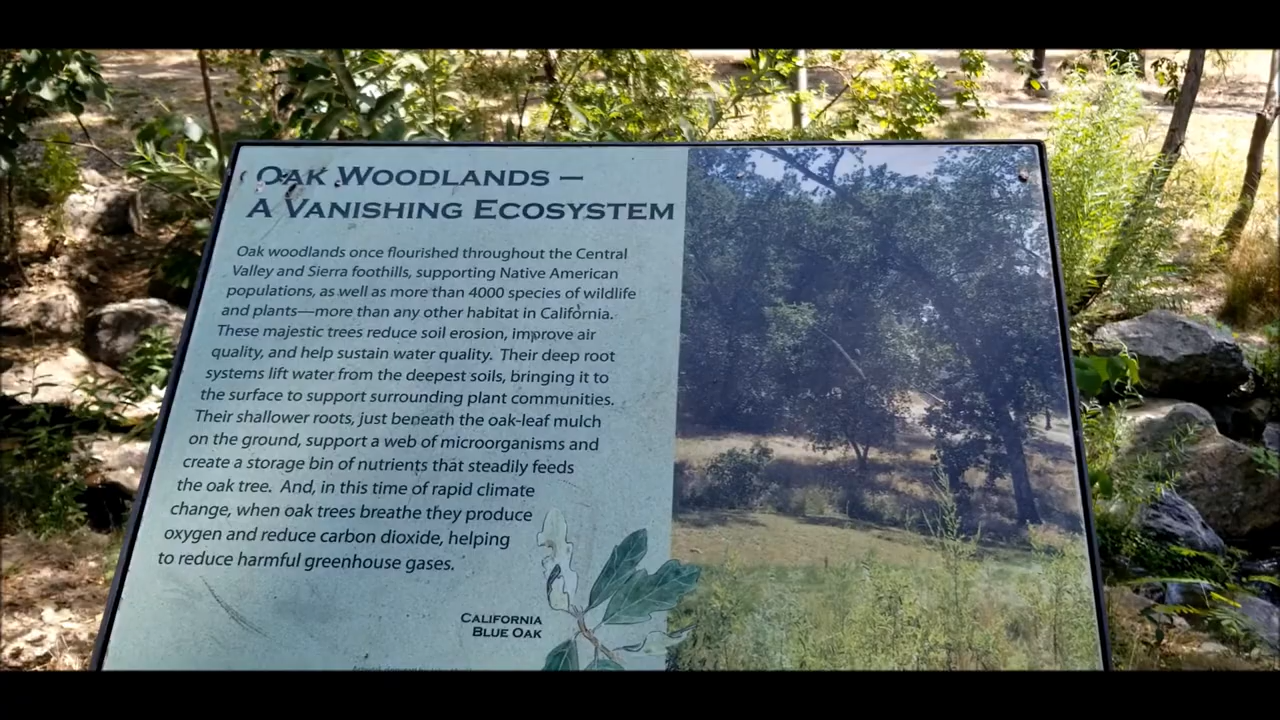 OAK WOODLANDS —
A VANISHING ECOSYSTEM
Oak woodlands once flourished throughout the Central
Valley and Sierra foothills, supporting Native American
populations, as well as more than 4000 species of wildlife
and plants—more than any other habitat in California.
These majestic trees reduce soil erosion, improve air
quality, and help sustain water quality. Their deep root
systems lift water from the deepest soils, bringing it to
the surface to support surrounding plant communities.
Their shallower roots, just beneath the oak-leaf mulch
on the ground, support a web of microorganisms and
create a storage bin of nutrients that steadily feeds
the oak tree. And, in this time of rapid climate
change, when oak trees breathe they produce
oxygen and reduce carbon dioxide, helping
to reduce harmful greenhouse gases.
CALIFORNIA
BLUE OAK